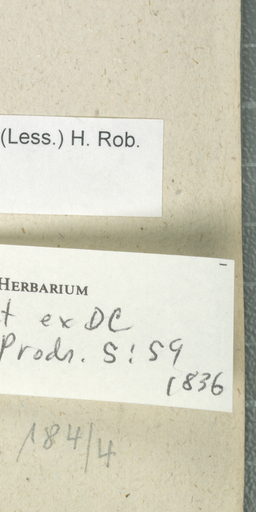 (Less.) H. Rob.
HERBARIUM
t ex DC
Prodr. 5:59
1836
184/4